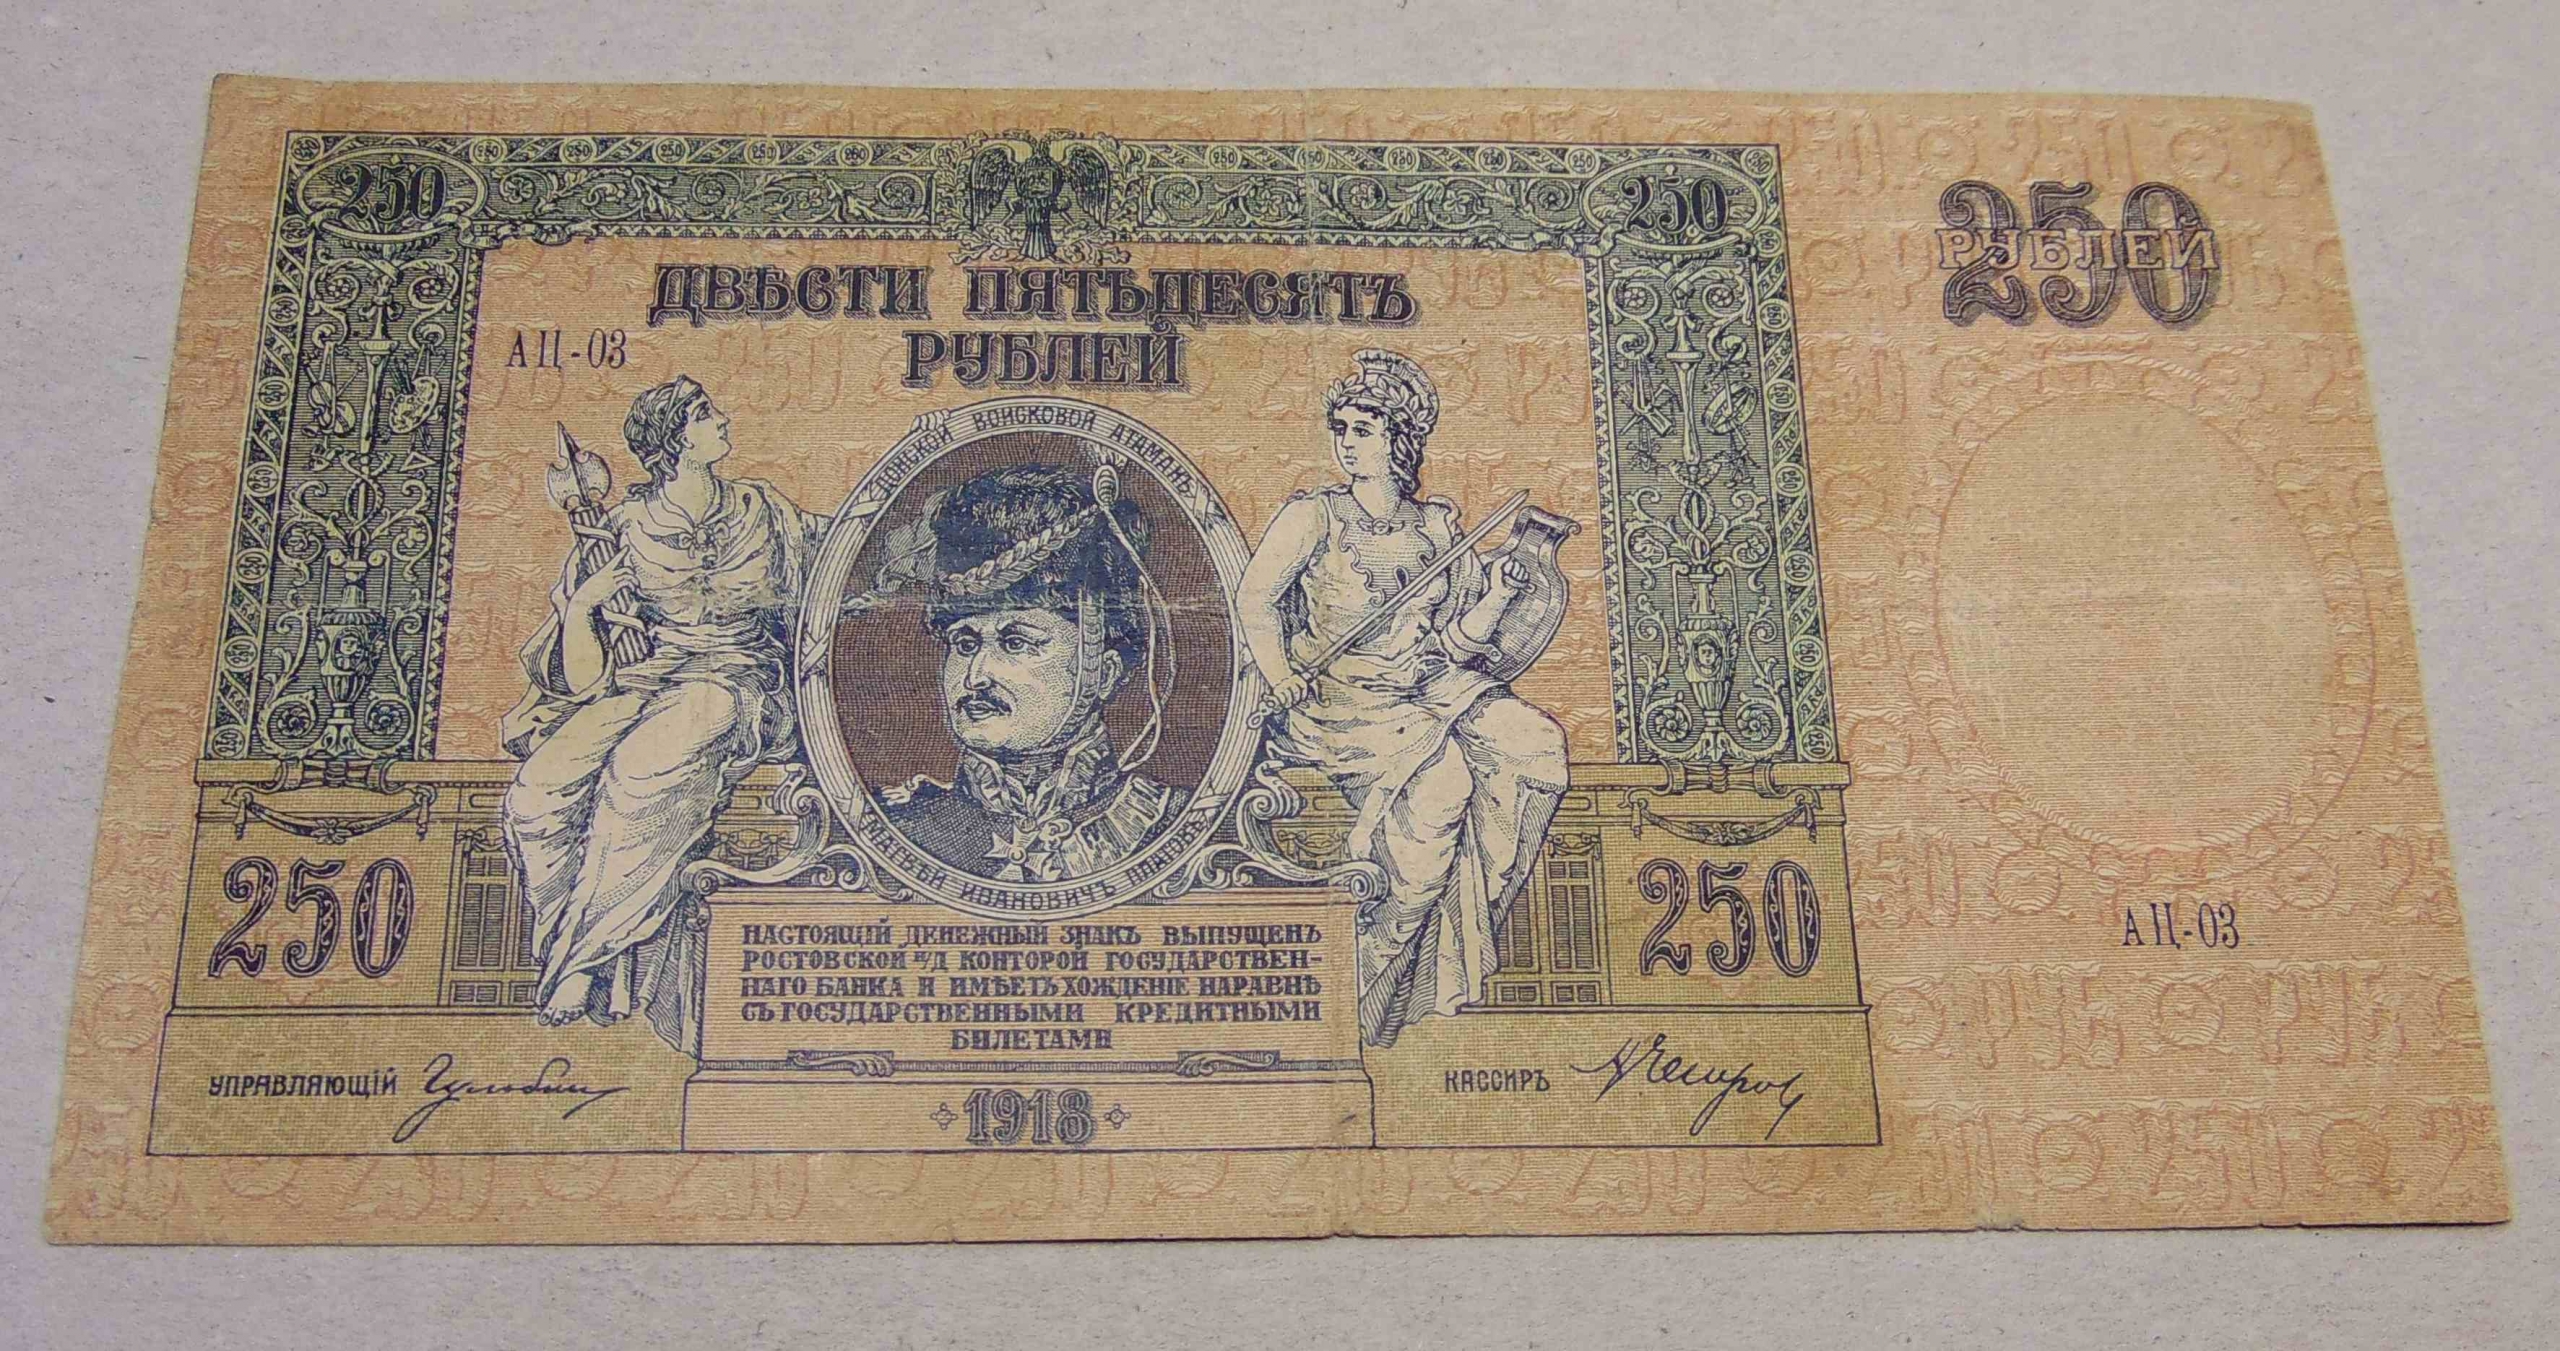 250
250
250
РУБЛЕЙ
ДВѢСТИ ПЯТЬДЕСЯТЪ
РУБЛЕЙ
АЦ-03
ДОНСКОЙ ВОЙСКОВОЙ АТАМАНЪ
МАТВѢЙ ИВАНОВИЧЪ ПЛАТОВЪ
250
250
НАСТОЯЩІЙ ДЕНЕЖНЫЙ ЗНАКЪ ВЫПУЩЕНЪ
РОСТОВСКОЙ Н/Д КОНТОРОЙ ГОСУДАРСТВЕН-
НАГО БАНКА И ИМѢЕТЪ ХОЖДЕНІЕ НАРАВНѢ
СЪ ГОСУДАРСТВЕННЫМИ КРЕДИТНЫМИ
БИЛЕТАМИ
АЦ-03
УПРАВЛЯЮЩІЙ
КАССИРЪ
1918